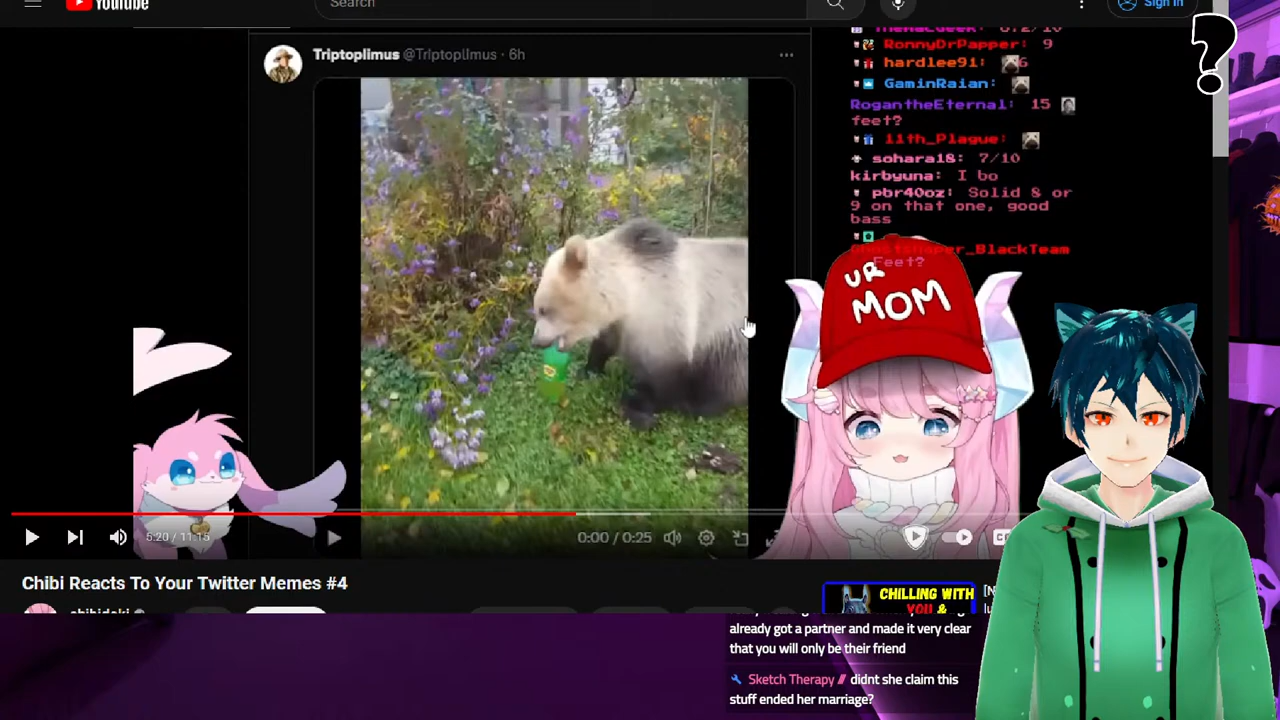 YouTube
Search
Sign in
Triptoplimus @Triptoplimus · 6h
RonnyDrPapper: 9
hardlee91: 6
GaminRaian:
RogantheEternal: 15
feet?
11th_Plague:
sohara18: 7/10
kirbyuna: I bo
pbr40oz: Solid 8 or
9 on that one, good
bass
Feet?
UR
MOM
5:20 / 11:15
0:00 / 0:25
Chibi Reacts To Your Twitter Memes #4
chibidoki
CHILLING WITH
YOU &
already got a partner and made it very clear
that you will only be their friend
Sketch Therapy // didnt she claim this
stuff ended her marriage?